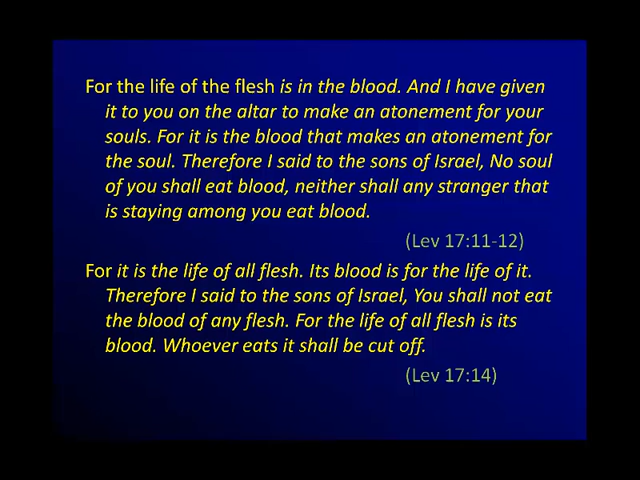 For the life of the flesh is in the blood. And I have given
it to you on the altar to make an atonement for your
souls. For it is the blood that makes an atonement for
the soul. Therefore I said to the sons of Israel, No soul
of you shall eat blood, neither shall any stranger that
is staying among you eat blood.
(Lev 17:11-12)
For it is the life of all flesh. Its blood is for the life of it.
Therefore I said to the sons of Israel, You shall not eat
the blood of any flesh. For the life of all flesh is its
blood. Whoever eats it shall be cut off.
(Lev 17:14)